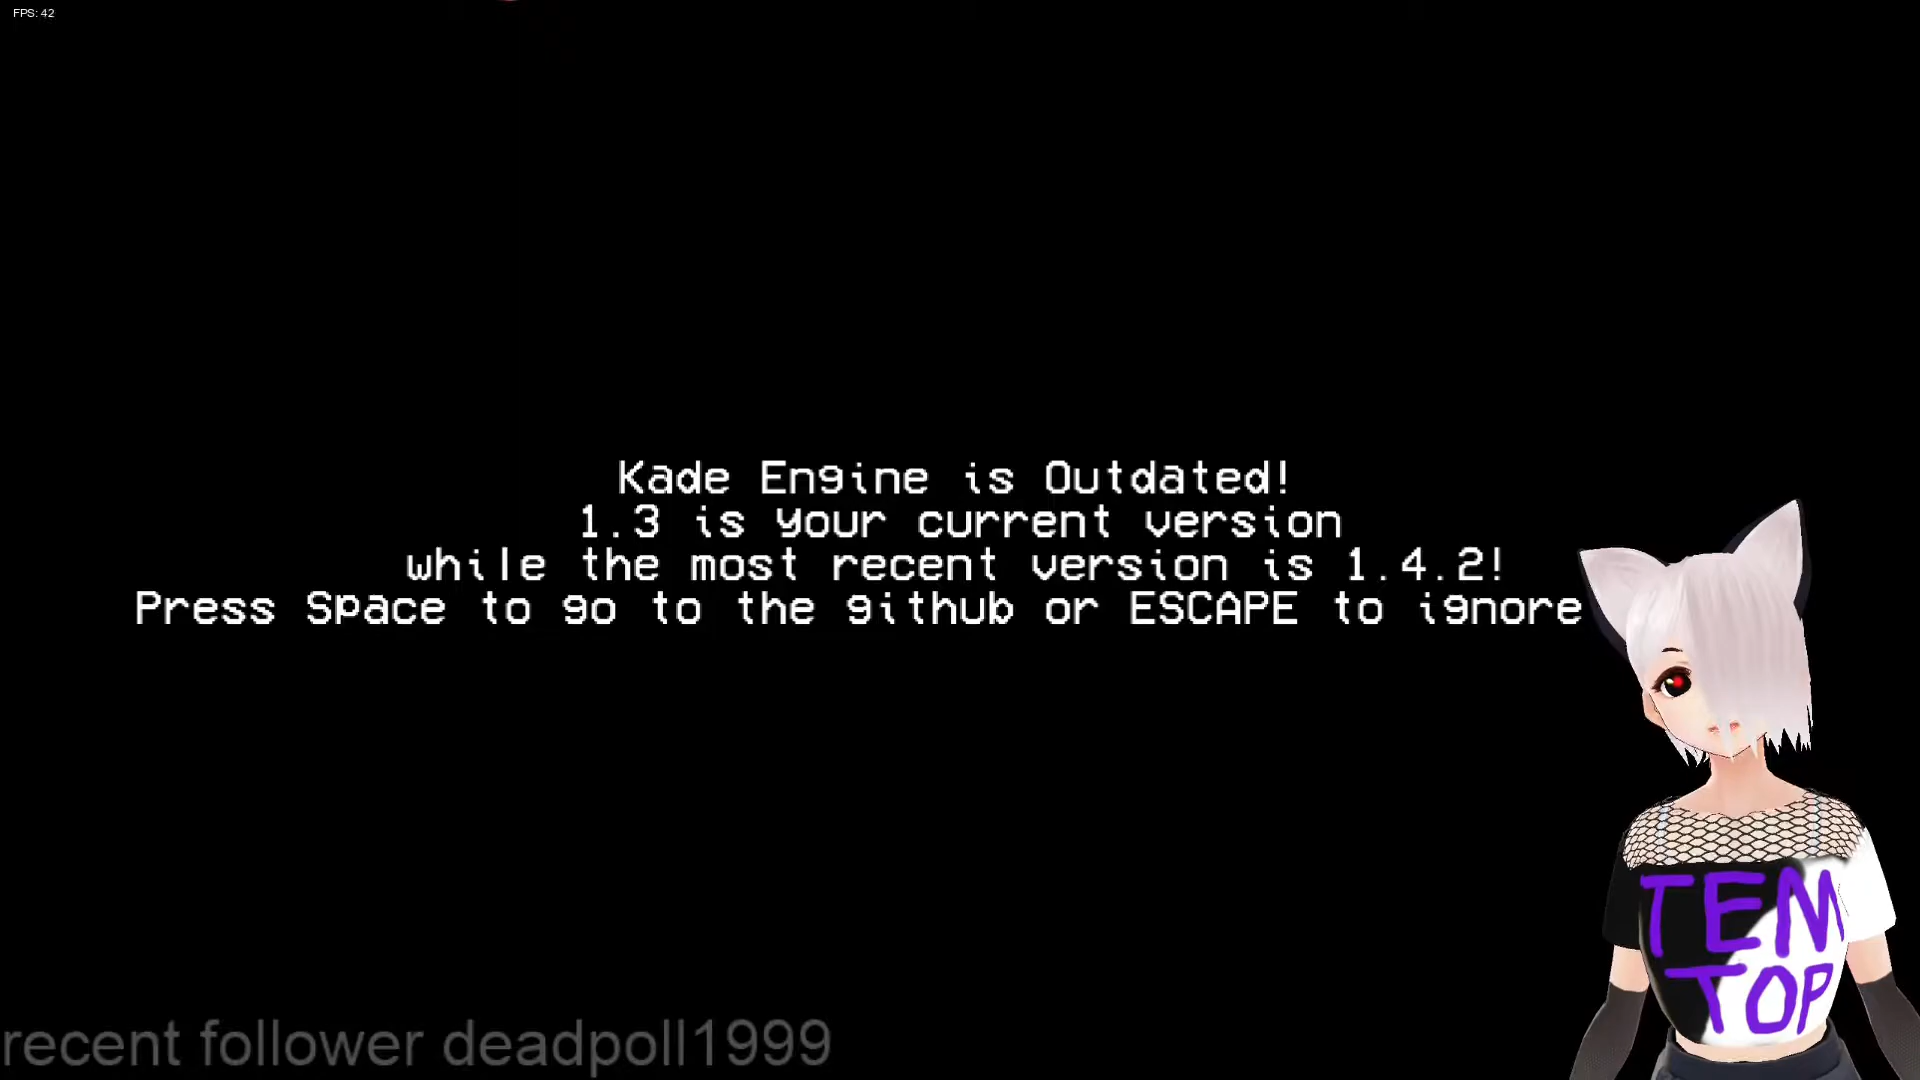 FPS: 42
Kade Engine is Outdated!
1.3 is your current version
while the most recent version is 1.4.2!
Press Space to go to the github or ESCAPE to ignore
TEM
TOP
recent follower deadpoll1999